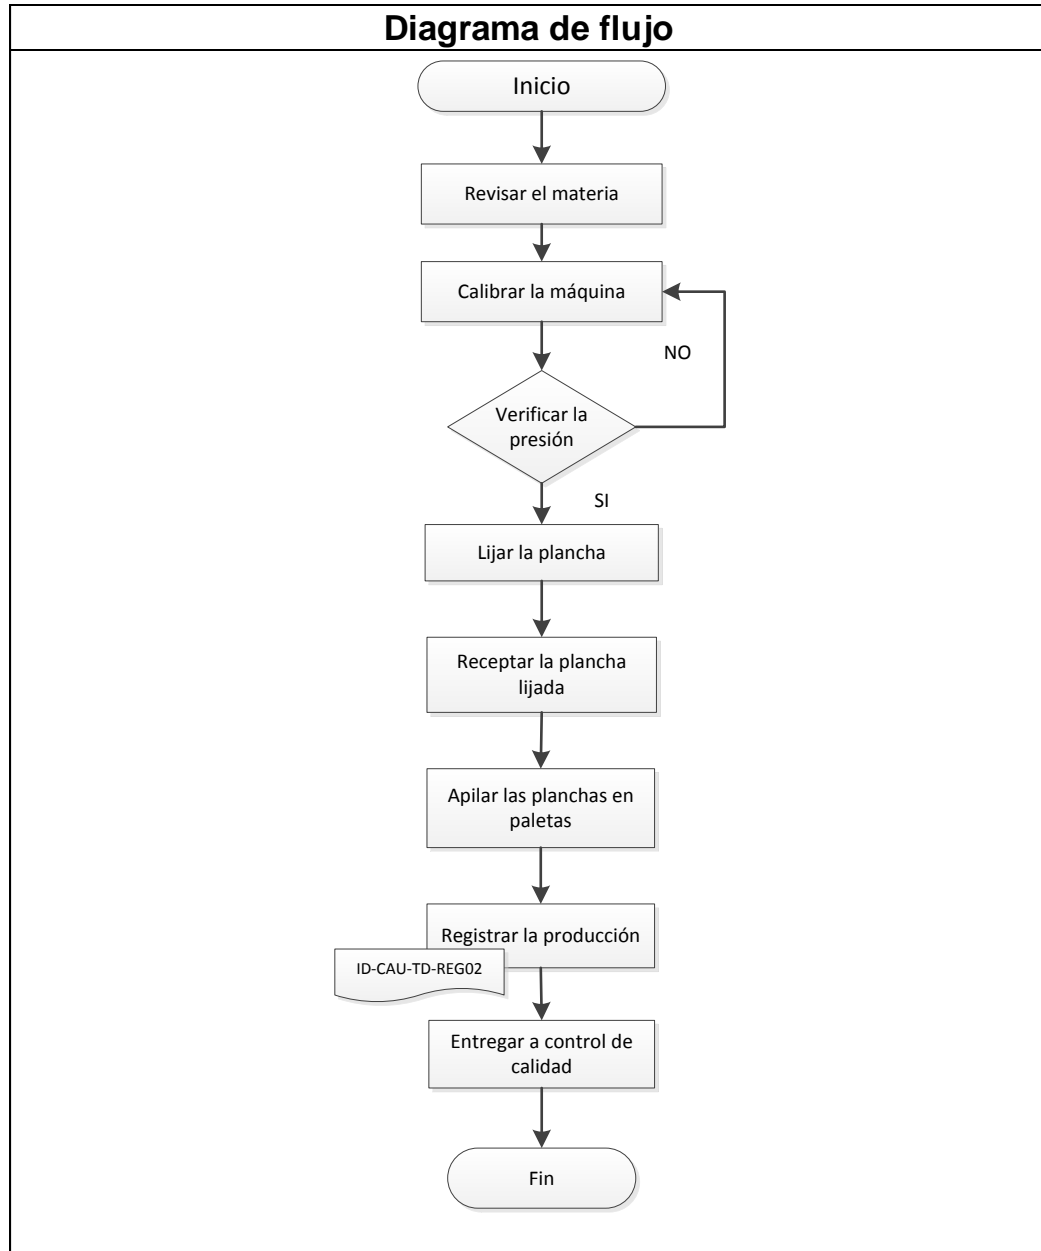 Diagrama de flujo
Inicio
Revisar el materia
Calibrar la máquina
NO
Verificar la
presión
SI
Lijar la plancha
Receptar la plancha
lijada
Apilar las planchas en
paletas
Registrar la producción
ID-CAU-TD-REG02
Entregar a control de
calidad
Fin